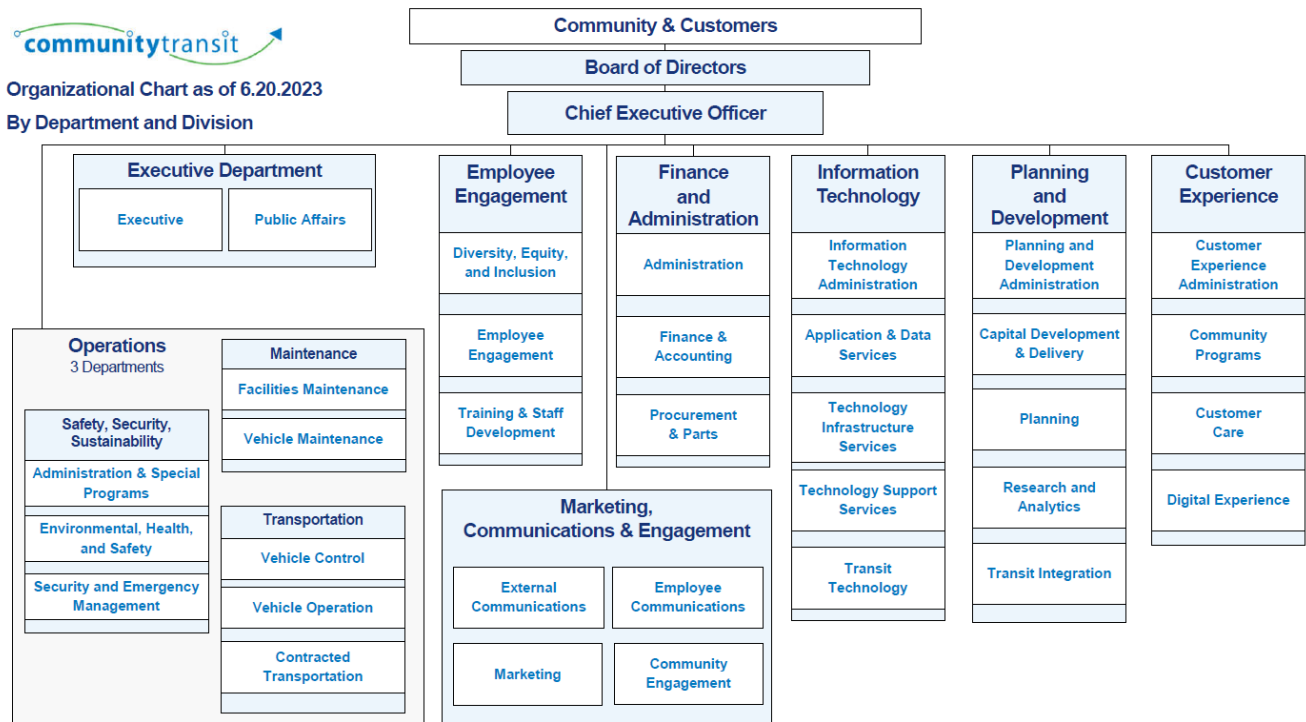 communitytransit
Organizational Chart as of 6.20.2023
By Department and Division
Community & Customers
Board of Directors
Chief Executive Officer
Executive Department
Executive
Public Affairs
Employee
Engagement
Diversity, Equity,
and Inclusion
Employee
Engagement
Training & Staff
Development
Finance
and
Administration
Administration
Finance &
Accounting
Procurement
& Parts
Information
Technology
Information
Technology
Administration
Application & Data
Services
Technology
Infrastructure
Services
Technology Support
Services
Transit
Technology
Planning
and
Development
Planning and
Development
Administration
Capital Development
& Delivery
Planning
Research and
Analytics
Transit Integration
Customer
Experience
Customer
Experience
Administration
Community
Programs
Customer
Care
Digital Experience
Operations
3 Departments
Safety, Security,
Sustainability
Administration & Special
Programs
Environmental, Health,
and Safety
Security and Emergency
Management
Maintenance
Facilities Maintenance
Vehicle Maintenance
Transportation
Vehicle Control
Vehicle Operation
Contracted
Transportation
Marketing,
Communications & Engagement
External
Communications
Employee
Communications
Marketing
Community
Engagement